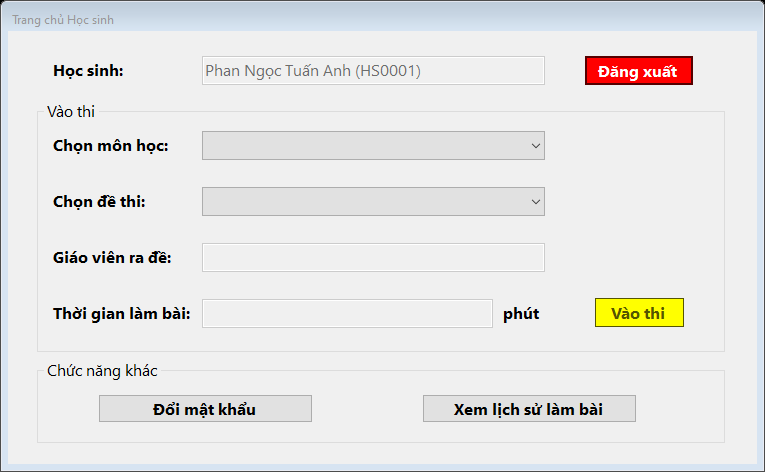 Trang chủ Học sinh
Học sinh: Phan Ngọc Tuấn Anh (HS0001) Đăng xuất
Vào thi
Chọn môn học:
Chọn đề thi:
Giáo viên ra đề:
Thời gian làm bài: phút Vào thi
Chức năng khác
Đổi mật khẩu Xem lịch sử làm bài